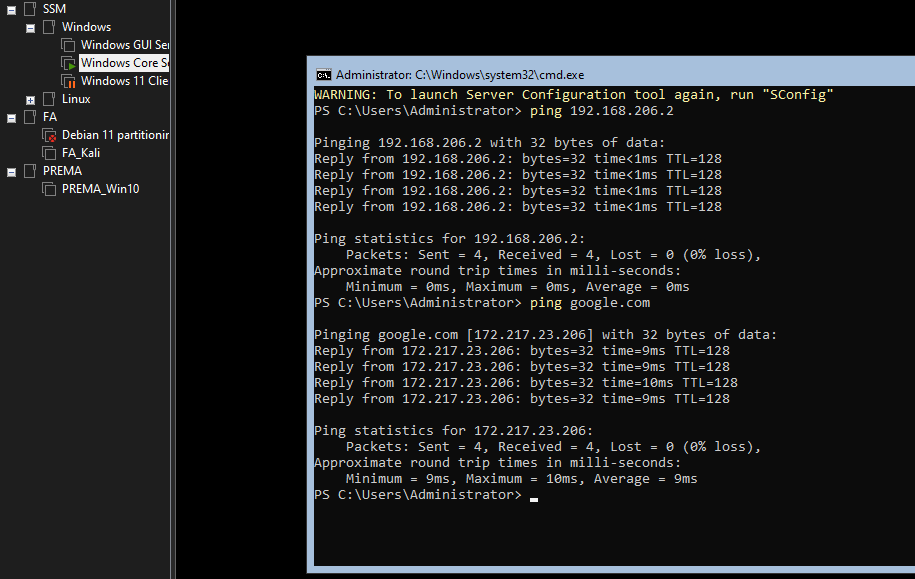 SSM
Windows
Windows GUI Ser
Windows Core S
Windows 11 Clie
Linux
FA
Debian 11 partitionin
FA_Kali
PREMA
PREMA_Win10
Administrator: C:\Windows\system32\cmd.exe
WARNING: To launch Server Configuration tool again, run "SConfig"
PS C:\Users\Administrator> ping 192.168.206.2
Pinging 192.168.206.2 with 32 bytes of data:
Reply from 192.168.206.2: bytes=32 time<1ms TTL=128
Reply from 192.168.206.2: bytes=32 time<1ms TTL=128
Reply from 192.168.206.2: bytes=32 time<1ms TTL=128
Reply from 192.168.206.2: bytes=32 time<1ms TTL=128
Ping statistics for 192.168.206.2:
Packets: Sent = 4, Received = 4, Lost = 0 (0% loss),
Approximate round trip times in milli-seconds:
Minimum = 0ms, Maximum = 0ms, Average = 0ms
PS C:\Users\Administrator> ping google.com
Pinging google.com [172.217.23.206] with 32 bytes of data:
Reply from 172.217.23.206: bytes=32 time=9ms TTL=128
Reply from 172.217.23.206: bytes=32 time=9ms TTL=128
Reply from 172.217.23.206: bytes=32 time=10ms TTL=128
Reply from 172.217.23.206: bytes=32 time=9ms TTL=128
Ping statistics for 172.217.23.206:
Packets: Sent = 4, Received = 4, Lost = 0 (0% loss),
Approximate round trip times in milli-seconds:
Minimum = 9ms, Maximum = 10ms, Average = 9ms
PS C:\Users\Administrator>